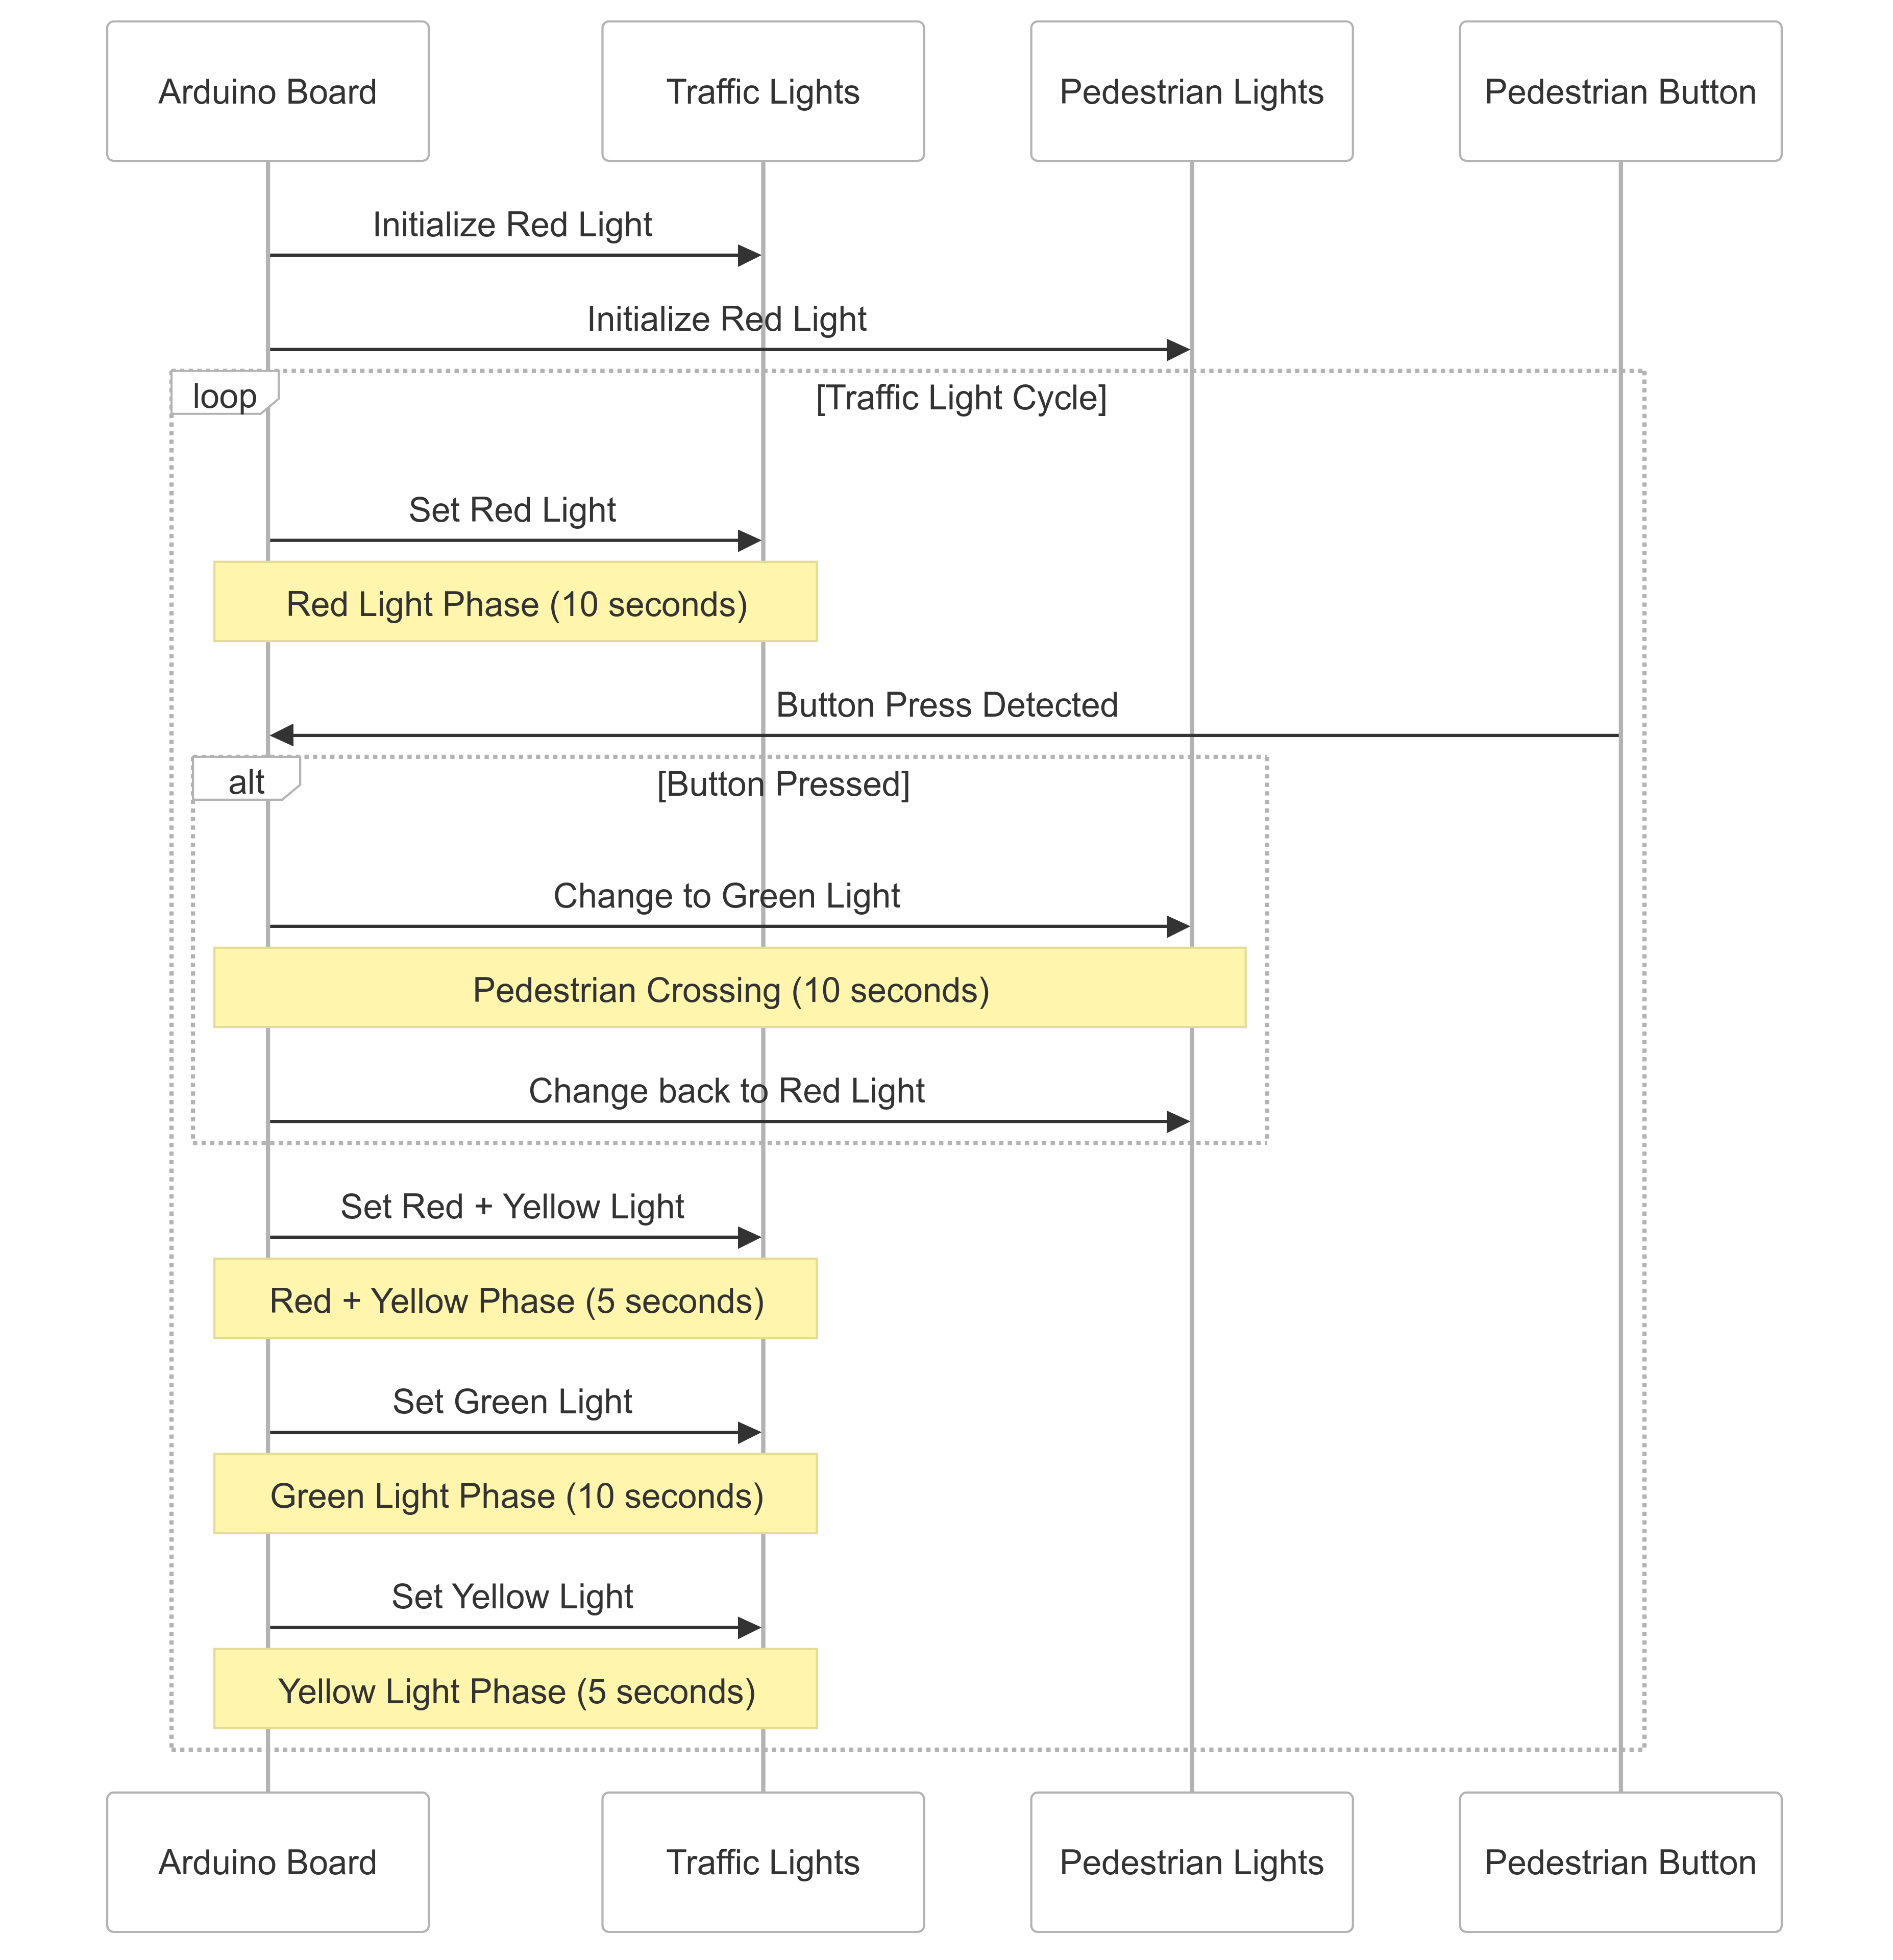 Arduino Board
Traffic Lights
Pedestrian Lights
Pedestrian Button
Initialize Red Light
Initialize Red Light
loop
[Traffic Light Cycle]
Set Red Light
Red Light Phase (10 seconds)
Button Press Detected
alt
[Button Pressed]
Change to Green Light
Pedestrian Crossing (10 seconds)
Change back to Red Light
Set Red + Yellow Light
Red + Yellow Phase (5 seconds)
Set Green Light
Green Light Phase (10 seconds)
Set Yellow Light
Yellow Light Phase (5 seconds)
Arduino Board
Traffic Lights
Pedestrian Lights
Pedestrian Button